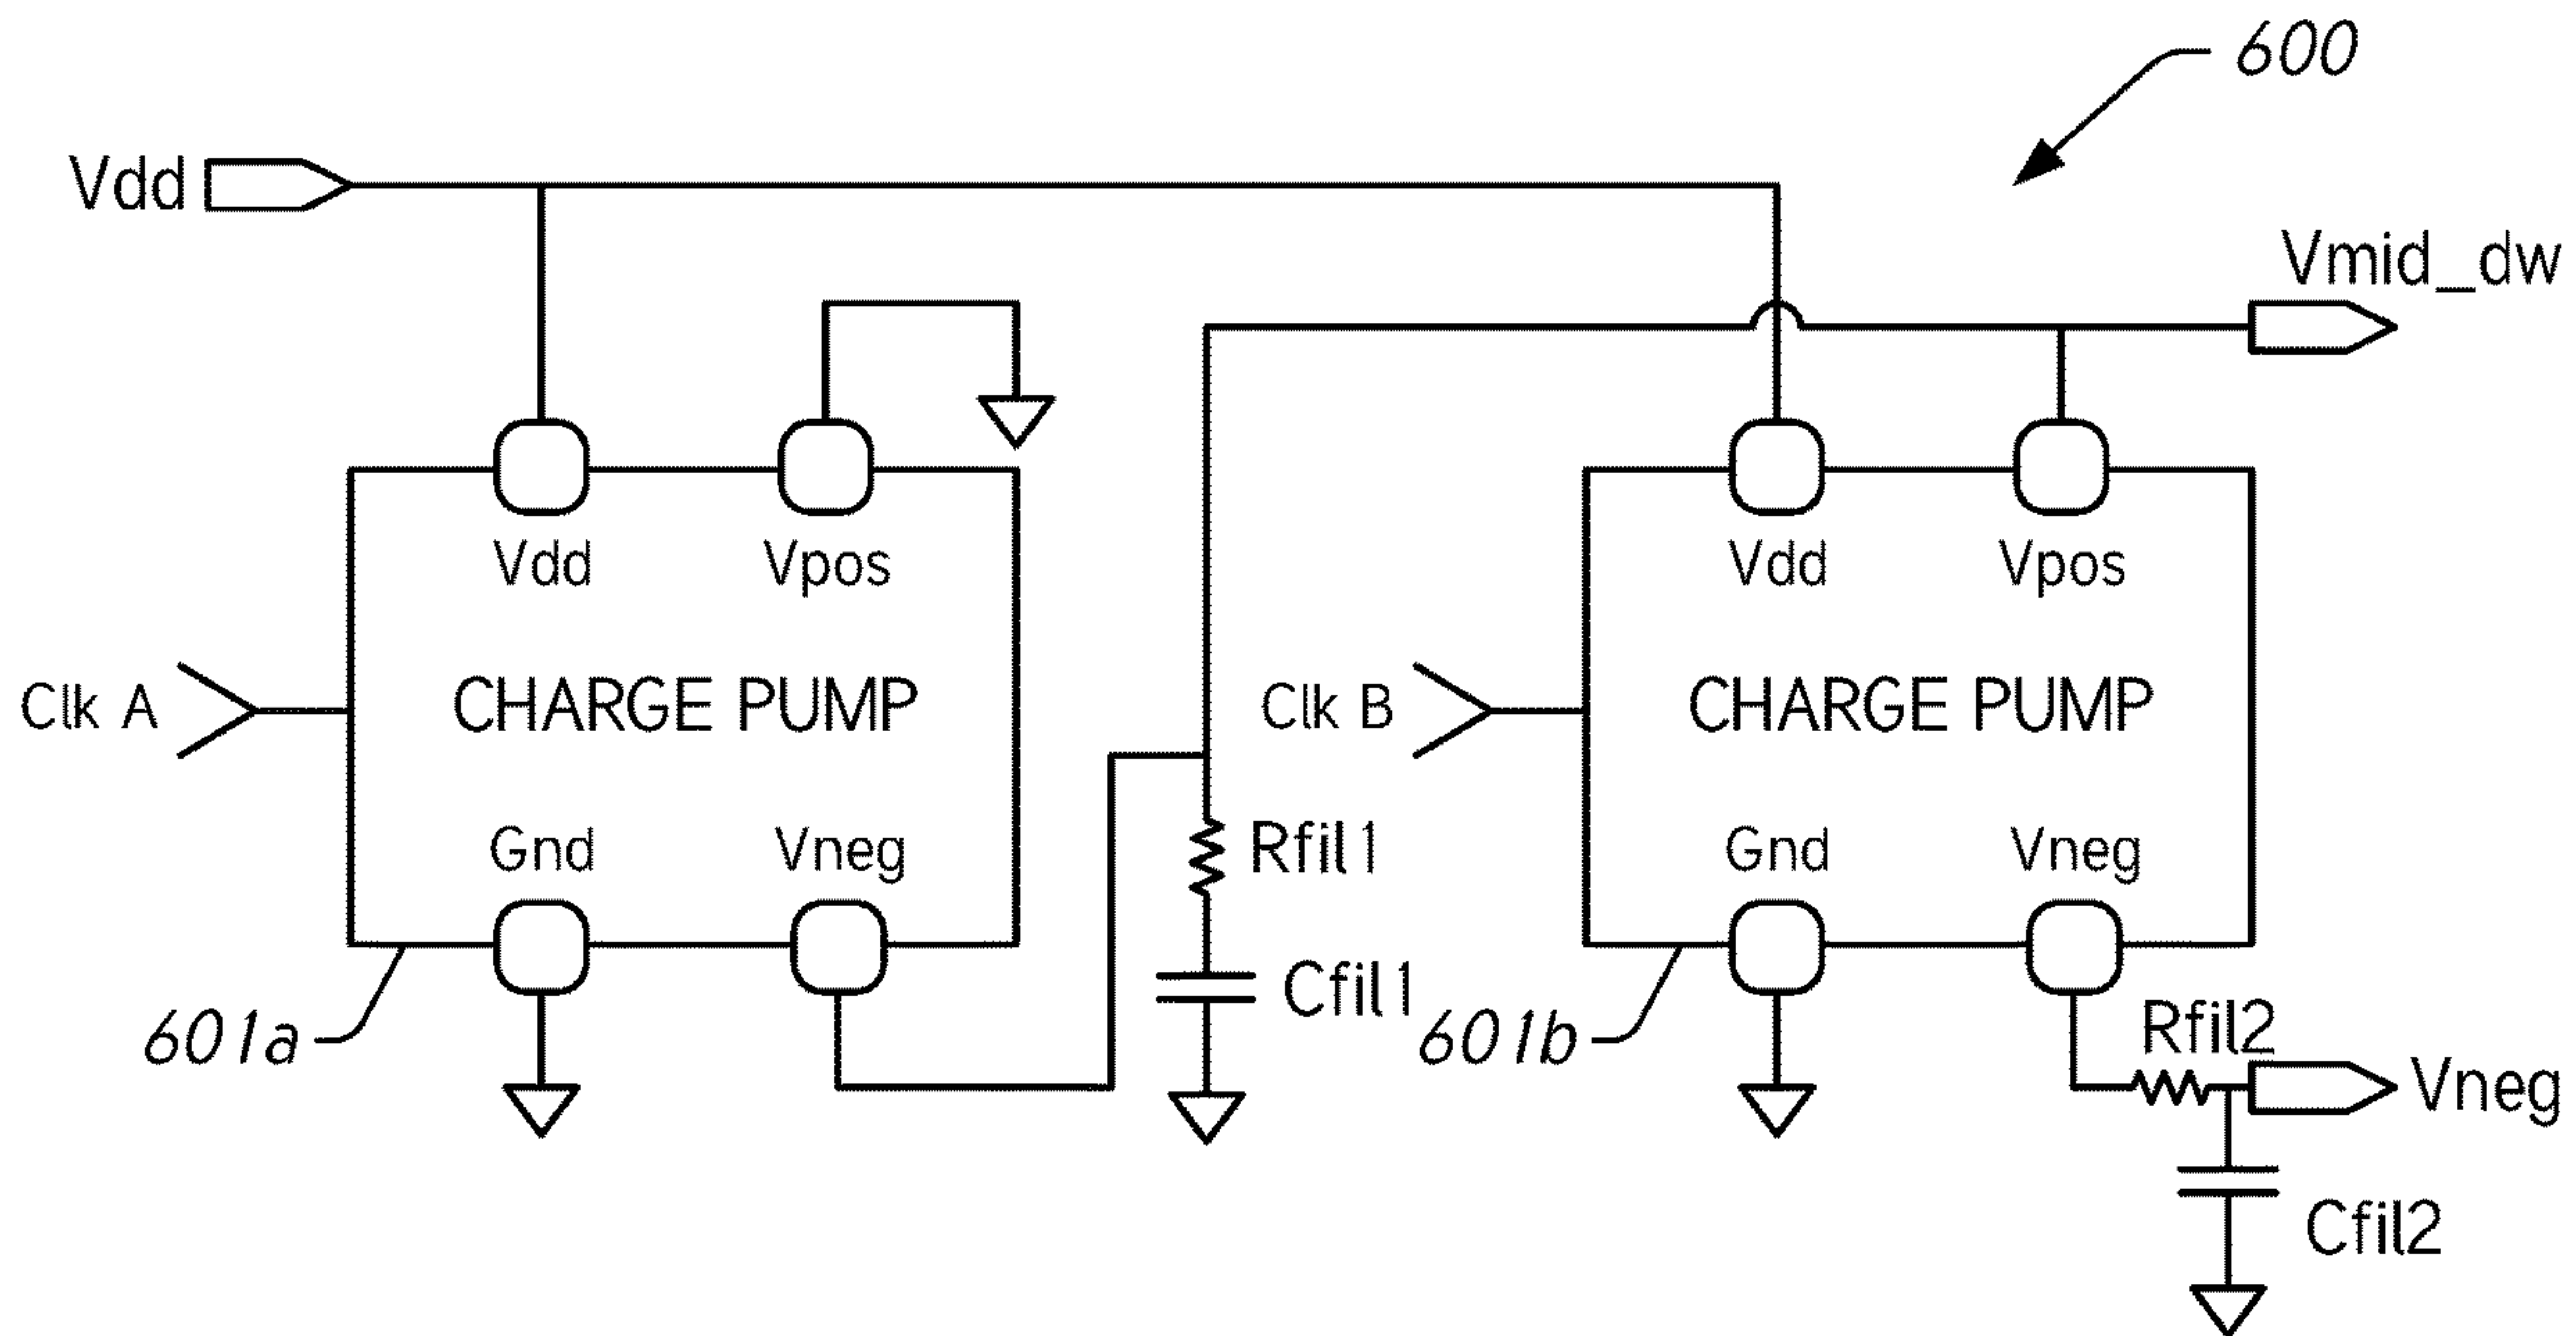 600
Vdd
Vmid_dw
Vdd Vpos
Vdd Vpos
Clk A
CHARGE PUMP
Clk B
CHARGE PUMP
Gnd Vneg
Rfil1
Gnd Vneg
Cfil1
601a
601b
Rfil2
Vneg
Cfil2